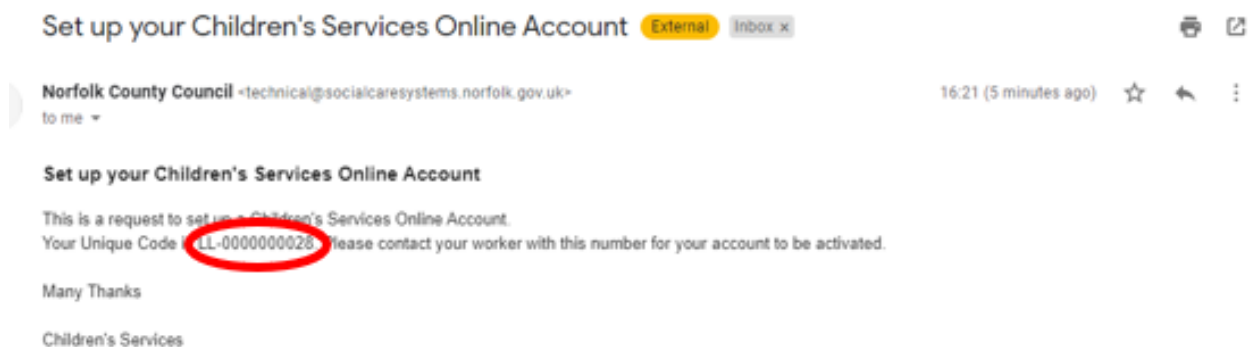 Set up your Children's Services Online Account External Inbox x
Norfolk County Council <technical@socialcaresystems.norfolk.gov.uk> 16:21 (5 minutes ago)
to me
Set up your Children's Services Online Account
This is a request to set up a Children's Services Online Account.
Your Unique Code LL-0000000028 Please contact your worker with this number for your account to be activated.
Many Thanks
Children's Services